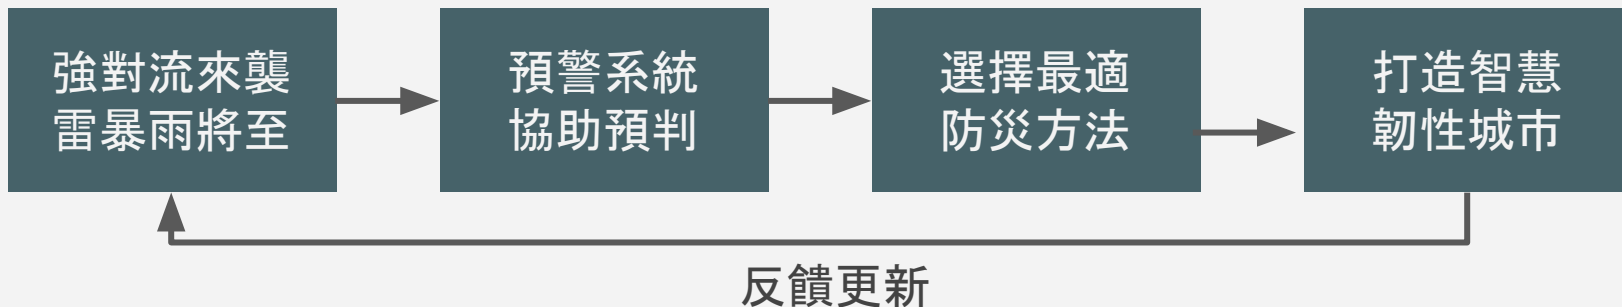 強對流來襲
雷暴雨將至
預警系統
協助預判
選擇最適
防災方法
打造智慧
韌性城市
反饋更新